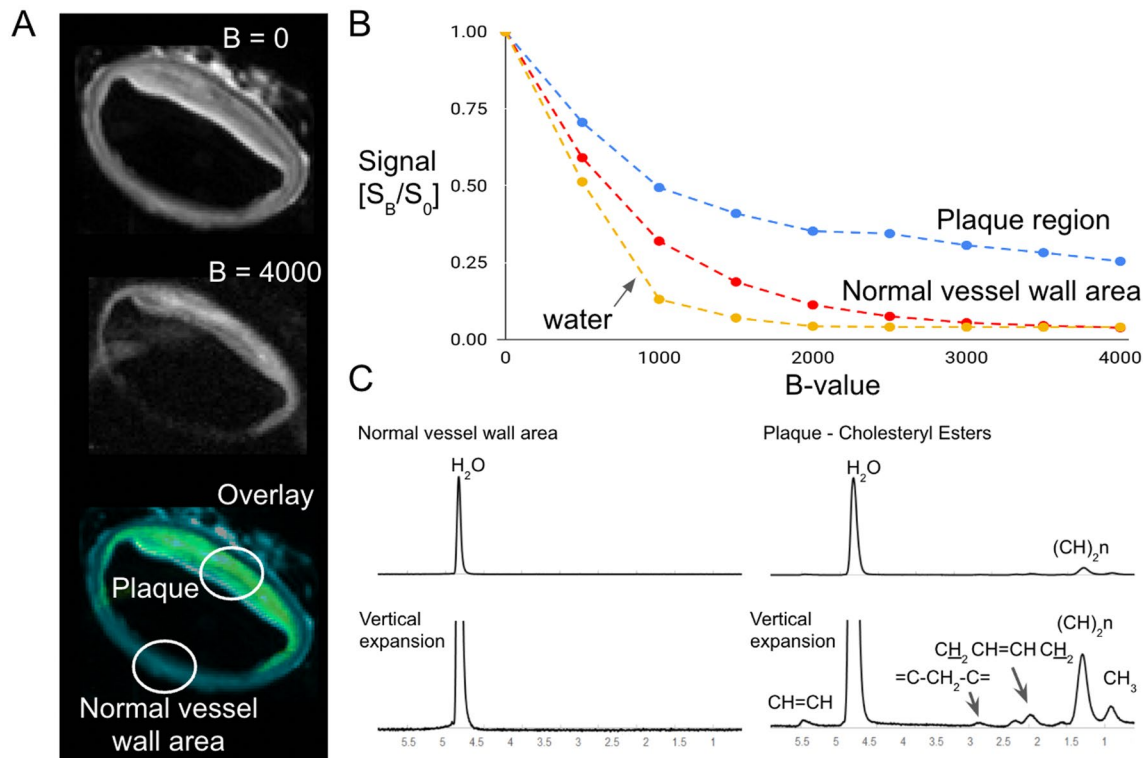 A
B = 0
B = 4000
Overlay
Plaque
Normal vessel
wall area
B
1.00
0.75
Signal
[S_B/S_0]
0.50
0.25
0.00
Plaque region
Normal vessel wall area
water
0 1000 2000 3000 4000
B-value
C
Normal vessel wall area
H₂O
Vertical
expansion
5.5 5 4.5 4 3.5 3 2.5 2 1.5 1
Plaque - Cholesteryl Esters
H₂O
(CH)₂n
Vertical
expansion
(CH)₂n
CH₂ CH=CH CH₂
=C-CH₂-C=
CH₃
CH=CH
5.5 5 4.5 4 3.5 3 2.5 2 1.5 1